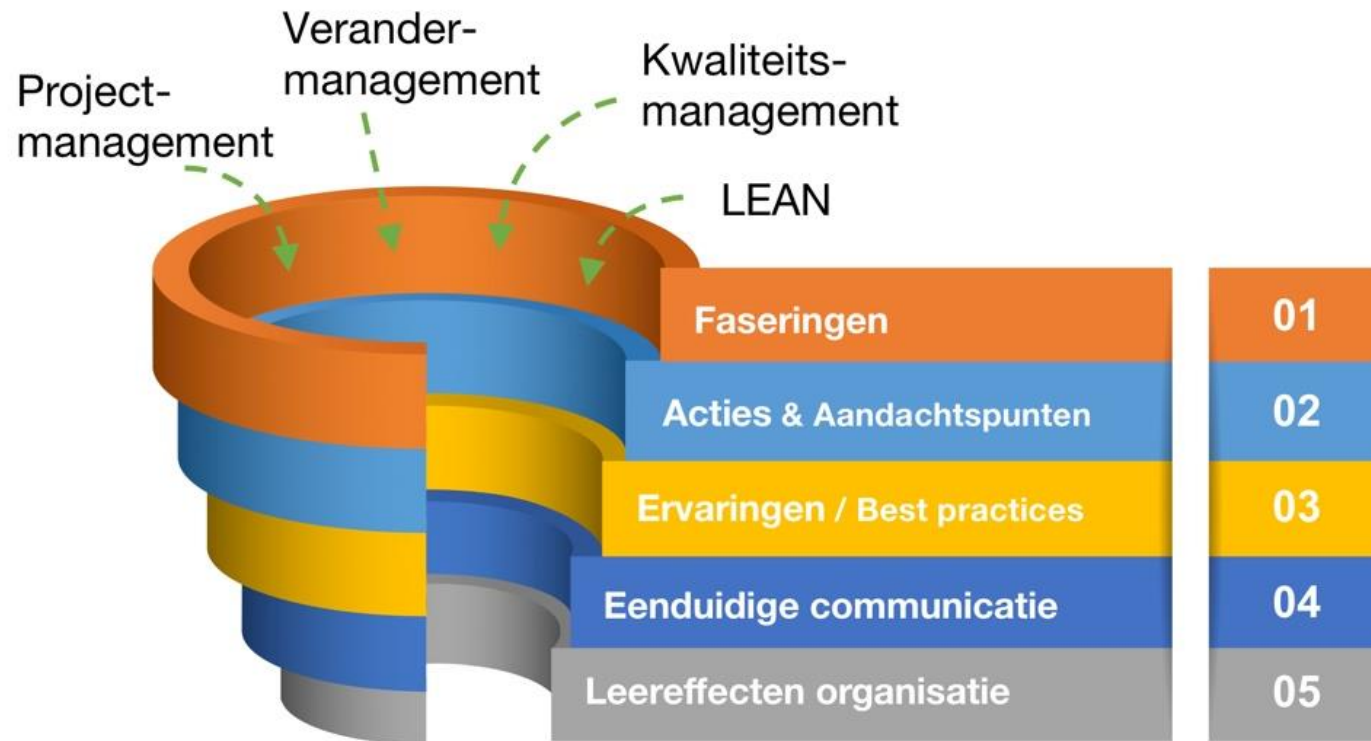 Project-
management
Verander-
management
Kwaliteits-
management
LEAN
Faseringen 01
Acties & Aandachtspunten 02
Ervaringen / Best practices 03
Eenduidige communicatie 04
Leereffecten organisatie 05